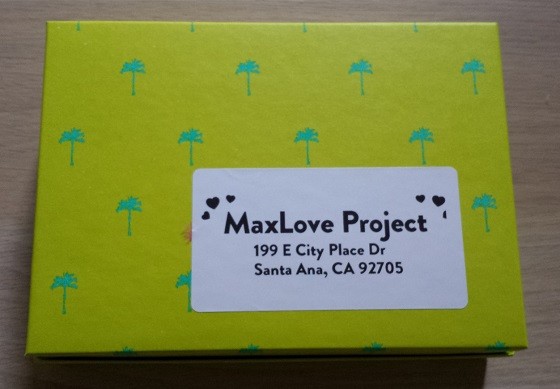 MaxLove Project
199 E City Place Dr
Santa Ana, CA 92705